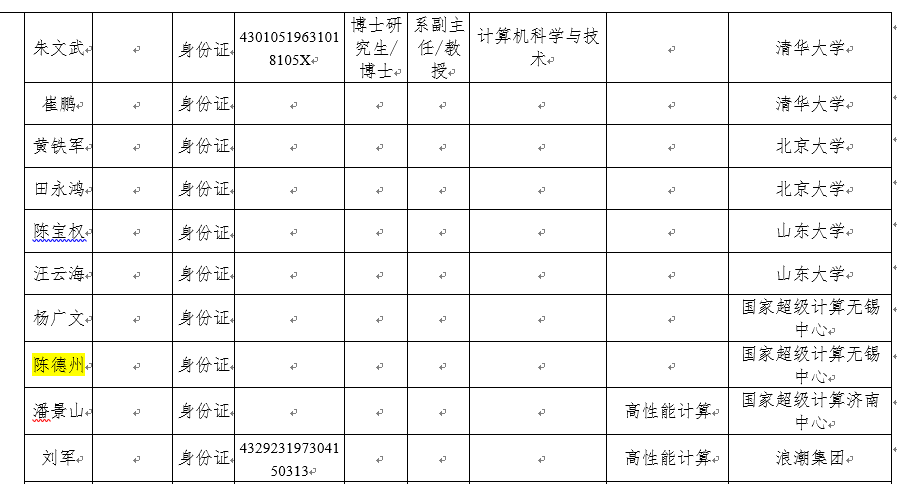 朱文武 身份证 4301051963101 8105X 博士研究生/博士 系副主任/教授 计算机科学与技术 清华大学
崔鹏 身份证 清华大学
黄铁军 身份证 北京大学
田永鸿 身份证 北京大学
陈宝权 身份证 山东大学
汪云海 身份证 山东大学
杨广文 身份证 国家超级计算无锡中心
陈德州 身份证 国家超级计算无锡中心
潘景山 身份证 高性能计算 国家超级计算济南中心
刘军 身份证 4329231973041 50313 高性能计算 浪潮集团